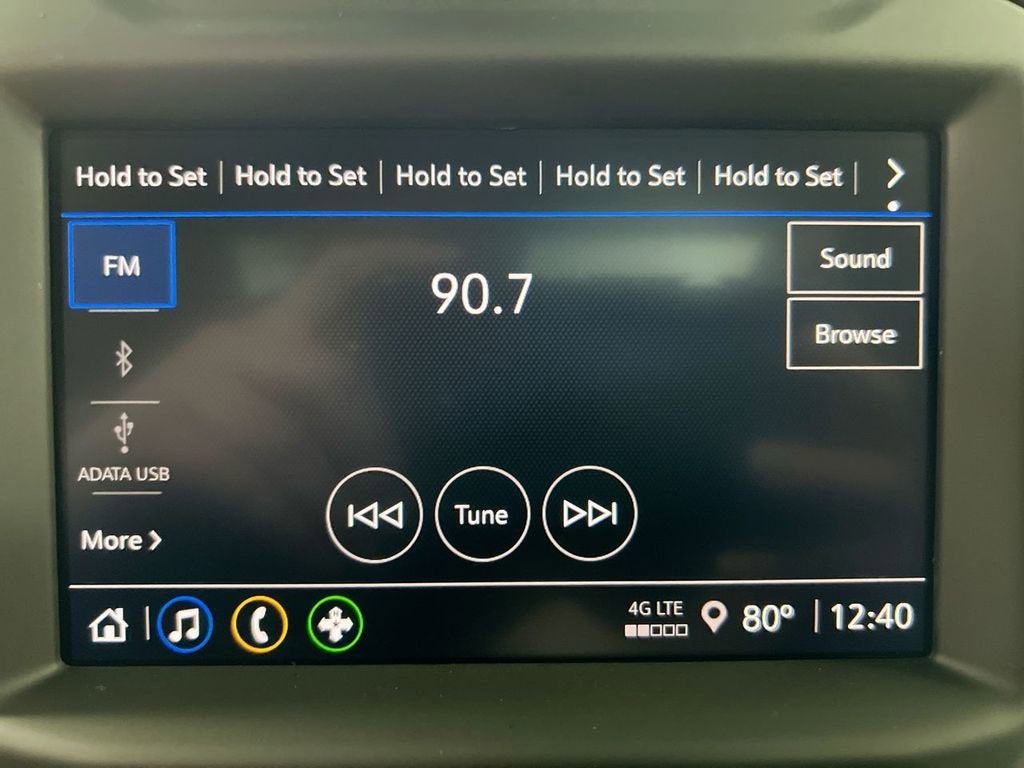 Hold to Set | Hold to Set | Hold to Set | Hold to Set | Hold to Set |
FM
90.7
Sound
Browse
ADATA USB
Tune
More
4G LTE
80°
12:40